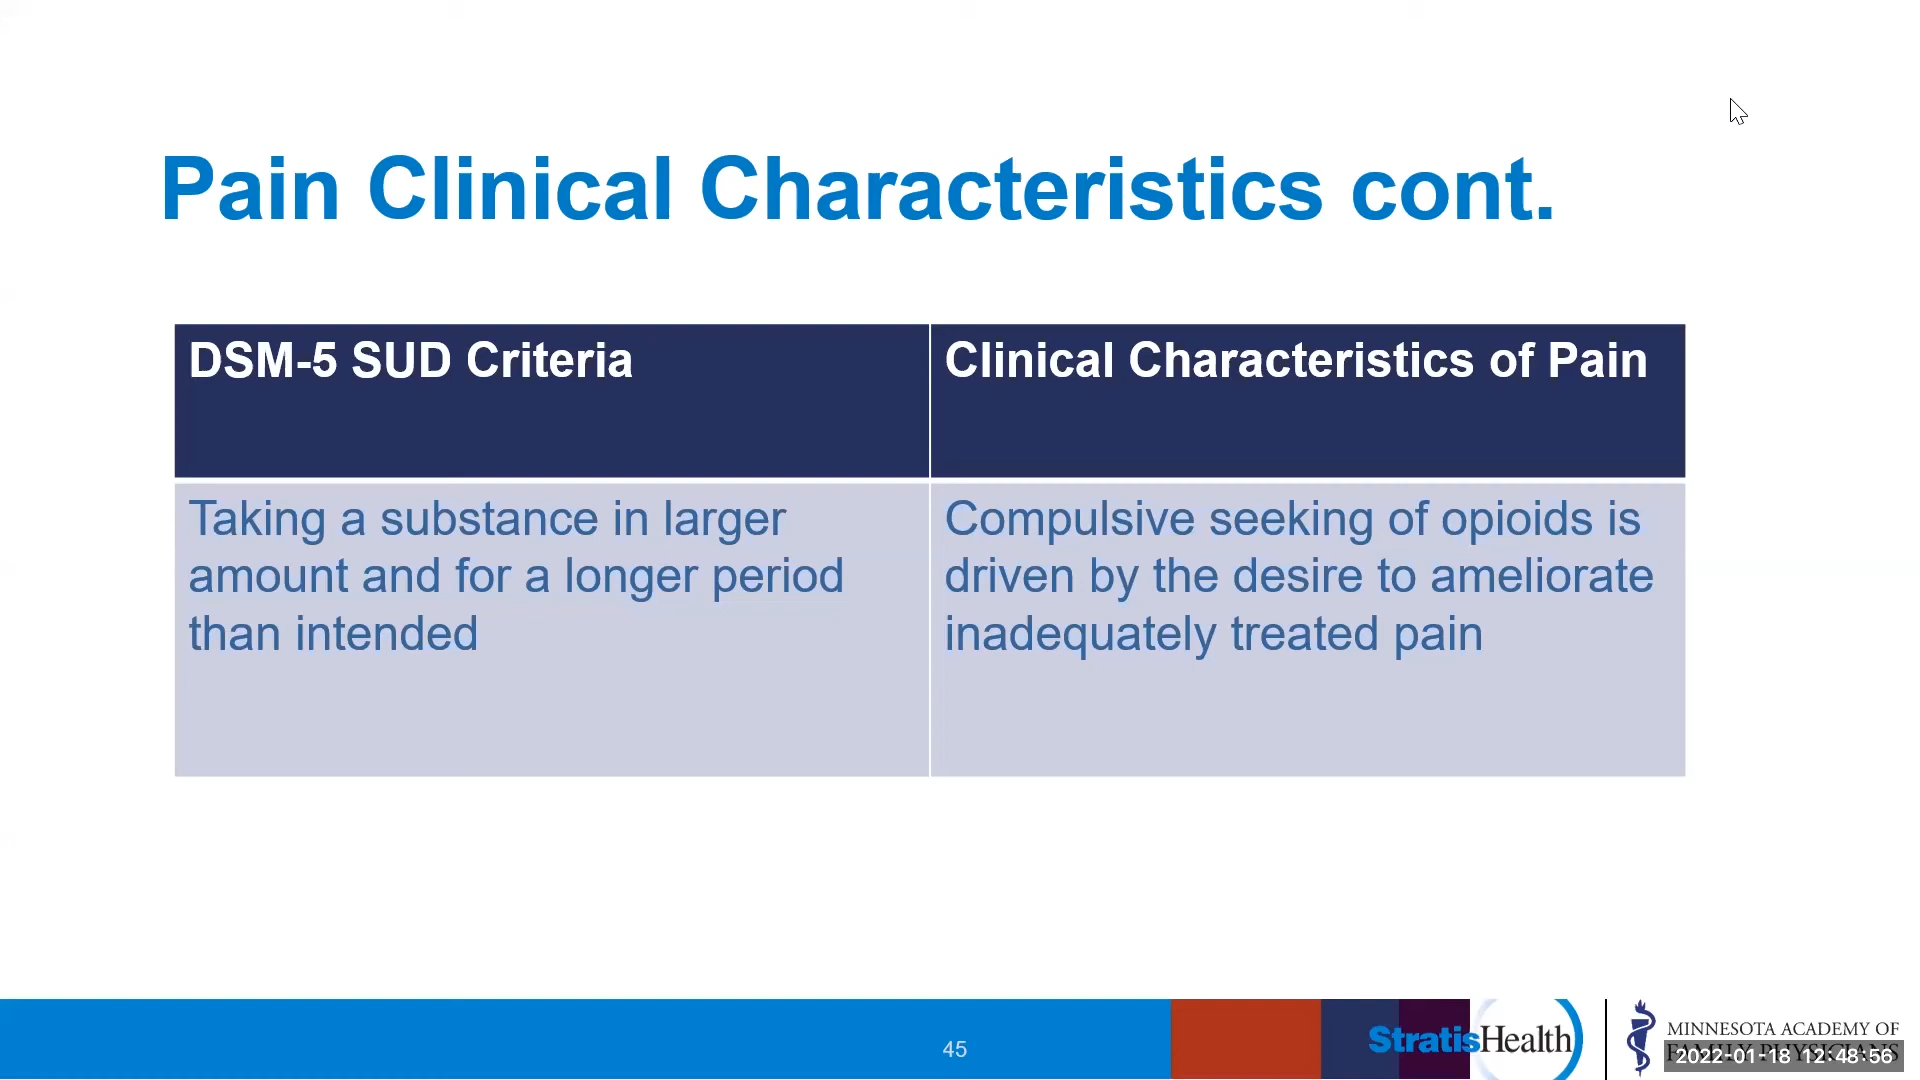 Pain Clinical Characteristics cont.
DSM-5 SUD Criteria
Clinical Characteristics of Pain
Taking a substance in larger
amount and for a longer period
than intended
Compulsive seeking of opioids is
driven by the desire to ameliorate
inadequately treated pain
45
StratisHealth
MINNESOTA ACADEMY OF
FAMILY PHYSICIANS
2022-01-18 12:48:56